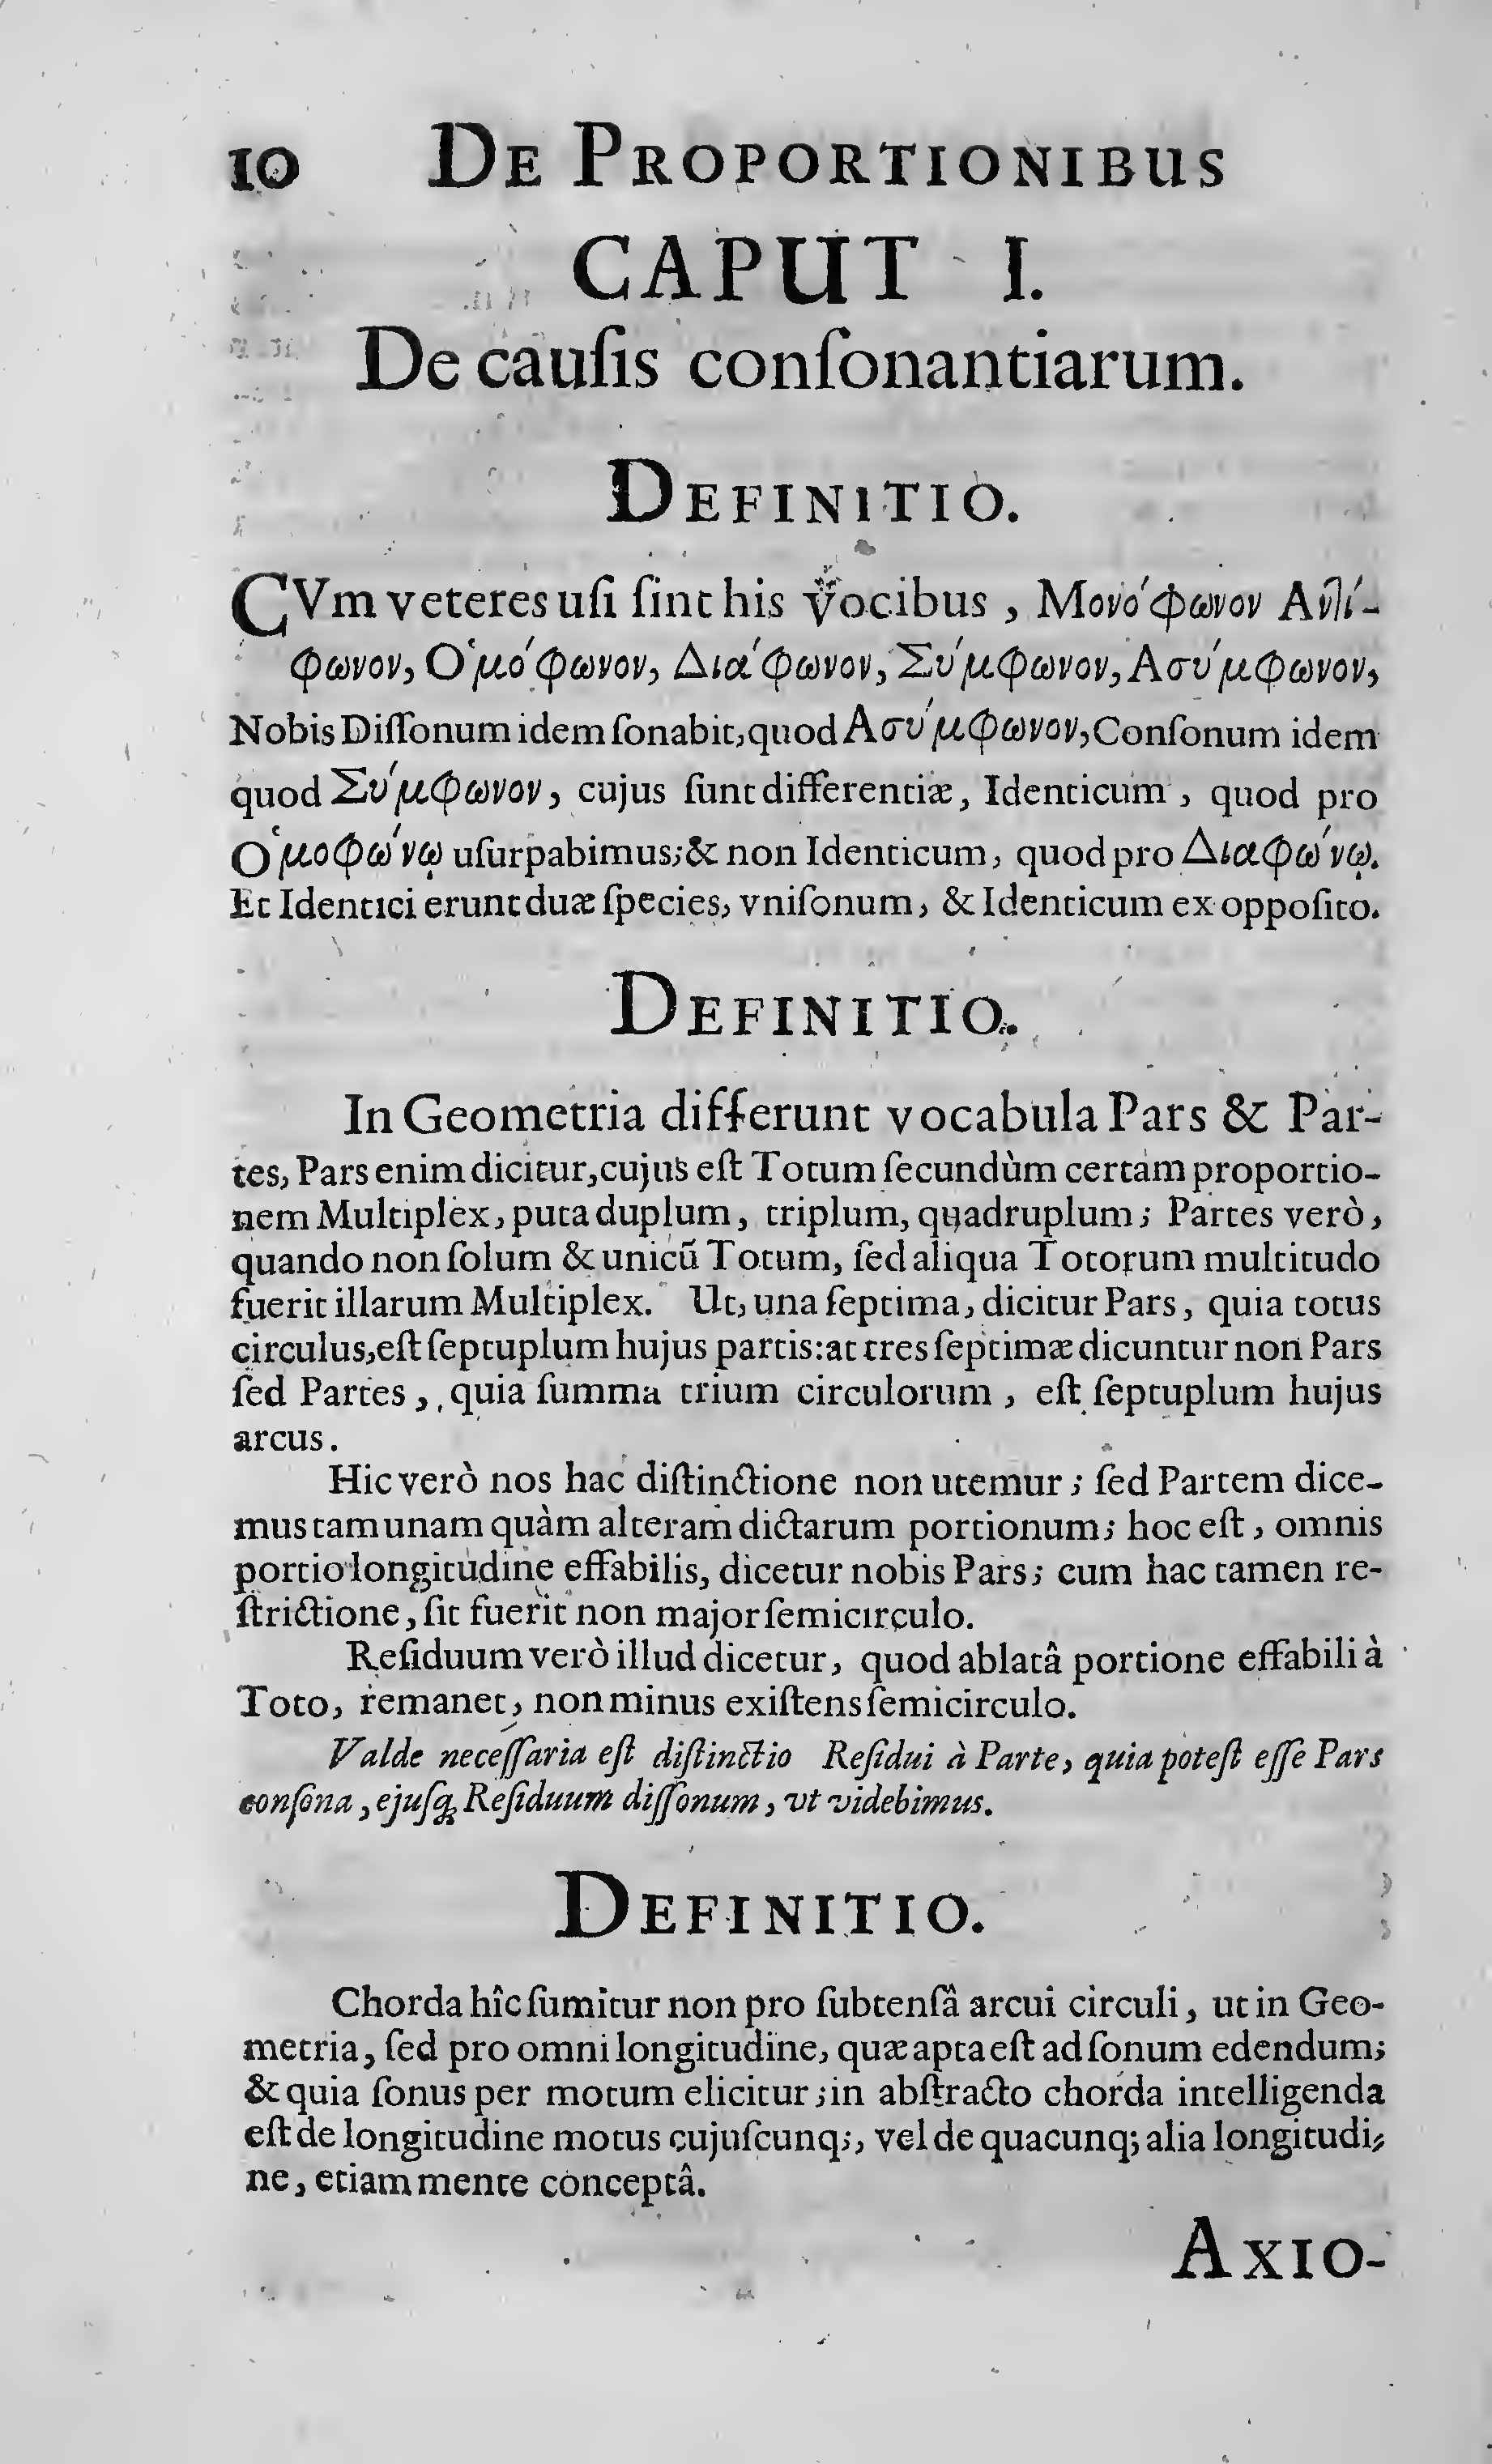 10 DE PROPORTIONIBUS
CAPUT I.
De cauſis conſonantiarum.
DEFINITIO.
CVm veteres uſi ſint his vocibus, Μονόφωνον Αντί-
φωνον, Ὁμόφωνον, Διάφωνον, Σύμφωνον, Ασύμφωνον,
Nobis Diſſonum idem ſonabit, quod Ασύμφωνον, Conſonum idem
quod Σύμφωνον, cujus ſunt differentiæ, Identicum, quod pro
Ὁμοφώνῳ uſurpabimus; & non Identicum, quod pro Διαφώνῳ.
Et Identici erunt duæ ſpecies, vniſonum, & Identicum ex oppoſito.
DEFINITIO.
In Geometria differunt vocabula Pars & Par-
tes, Pars enim dicitur, cujus eſt Totum ſecundùm certam proportio-
nem Multiplex, puta duplum, triplum, quadruplum; Partes verò,
quando non ſolum & unicũ Totum, ſed aliqua Totorum multitudo
fuerit illarum Multiplex. Ut, una ſeptima, dicitur Pars, quia totus
circulus, eſt ſeptuplum hujus partis: at tres ſeptimæ dicuntur non Pars
ſed Partes, quia ſumma trium circulorum, eſt ſeptuplum hujus
arcus.
Hic verò nos hac diſtinctione non utemur; ſed Partem dice-
mus tam unam quàm alteram dictarum portionum; hoc eſt, omnis
portio longitudine effabilis, dicetur nobis Pars; cum hac tamen re-
ſtrictione, ſit fuerit non major ſemicirculo.
Reſiduum verò illud dicetur, quod ablatâ portione effabili à
Toto, remanet, non minus exiſtens ſemicirculo.
Valde neceſſaria eſt diſtinctio Reſidui à Parte, quia poteſt eſſe Pars
conſona, ejuſq; Reſiduum diſſonum, vt videbimus.
DEFINITIO.
Chorda hîc ſumitur non pro ſubtenſâ arcui circuli, ut in Geo-
metria, ſed pro omni longitudine, quæ apta eſt ad ſonum edendum;
& quia ſonus per motum elicitur; in abſtracto chorda intelligenda
eſt de longitudine motus cujuſcunq;, vel de quacunq; alia longitudi-
ne, etiam mente conceptâ.
AXIO-